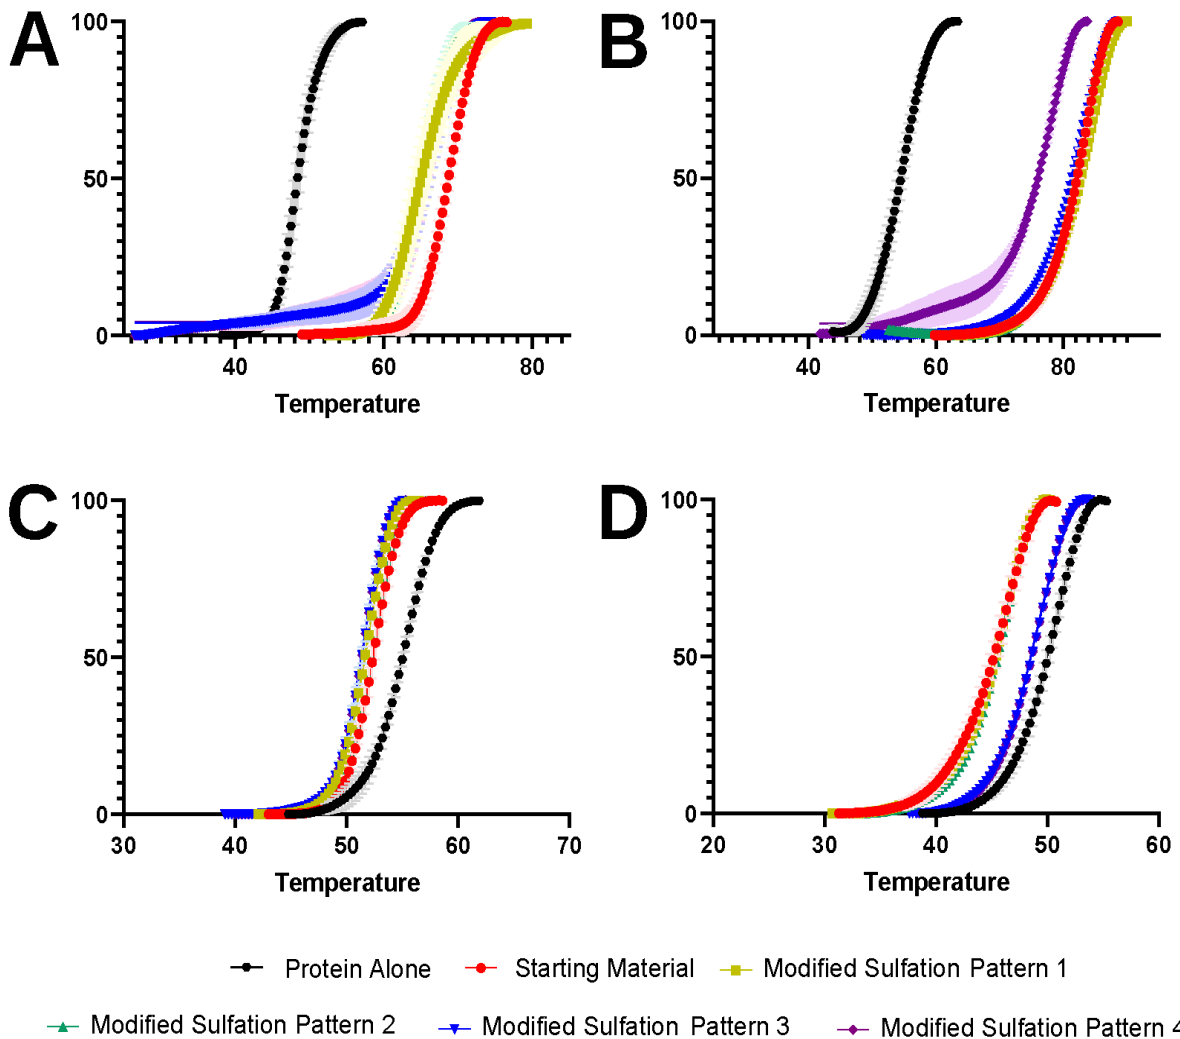 A
B
100
50
0
40
60
80
Temperature
100
50
0
40
60
80
Temperature
C
D
100
50
0
30
40
50
60
70
Temperature
100
50
0
20
30
40
50
60
Temperature
Protein Alone
Starting Material
Modified Sulfation Pattern 1
Modified Sulfation Pattern 2
Modified Sulfation Pattern 3
Modified Sulfation Pattern 4